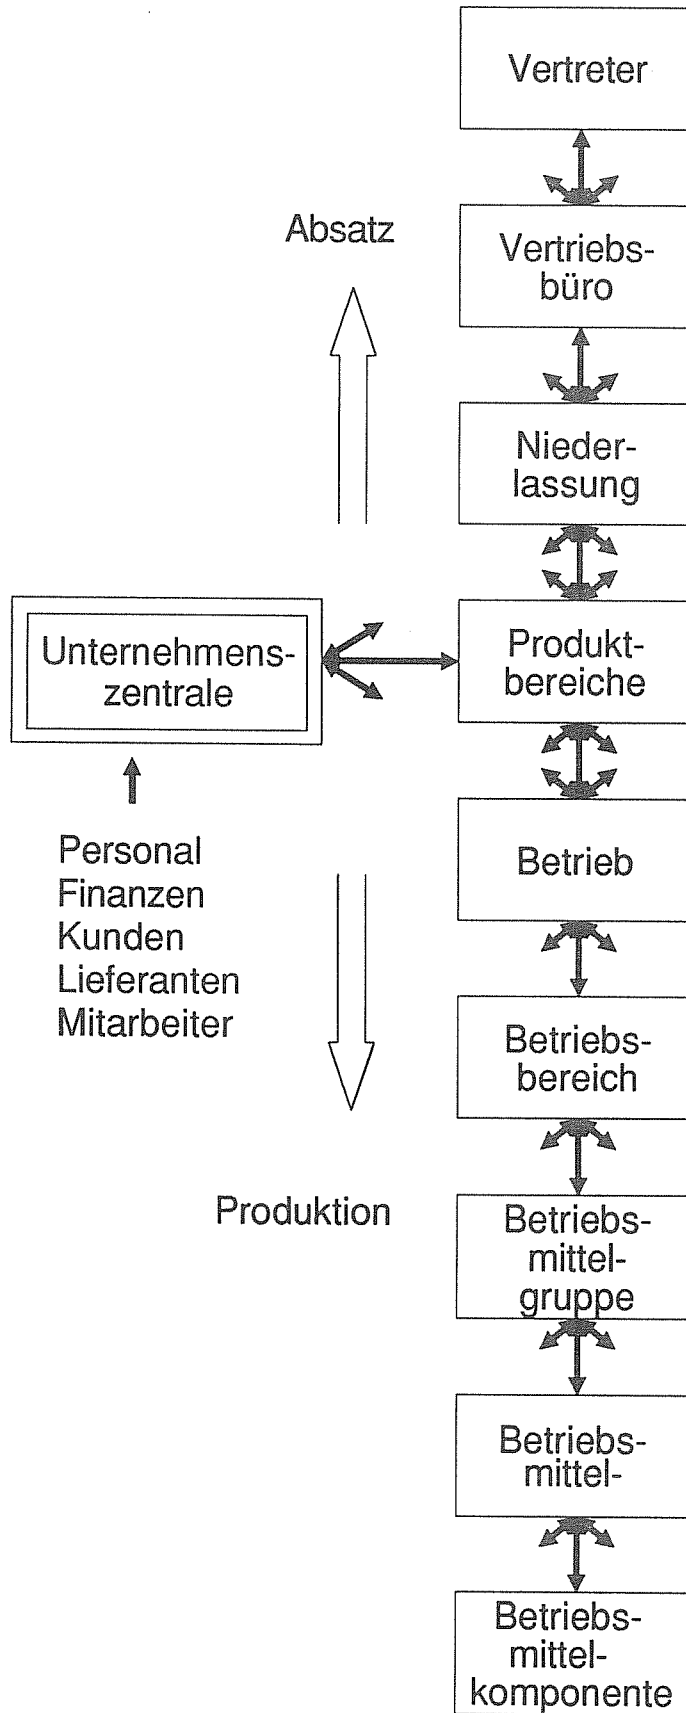 Vertreter
Absatz
Vertriebs-
büro
Nieder-
lassung
Unternehmens-
zentrale
Produkt-
bereiche
Personal
Finanzen
Kunden
Lieferanten
Mitarbeiter
Betrieb
Betriebs-
bereich
Produktion
Betriebs-
mittel-
gruppe
Betriebs-
mittel-
Betriebs-
mittel-
komponente